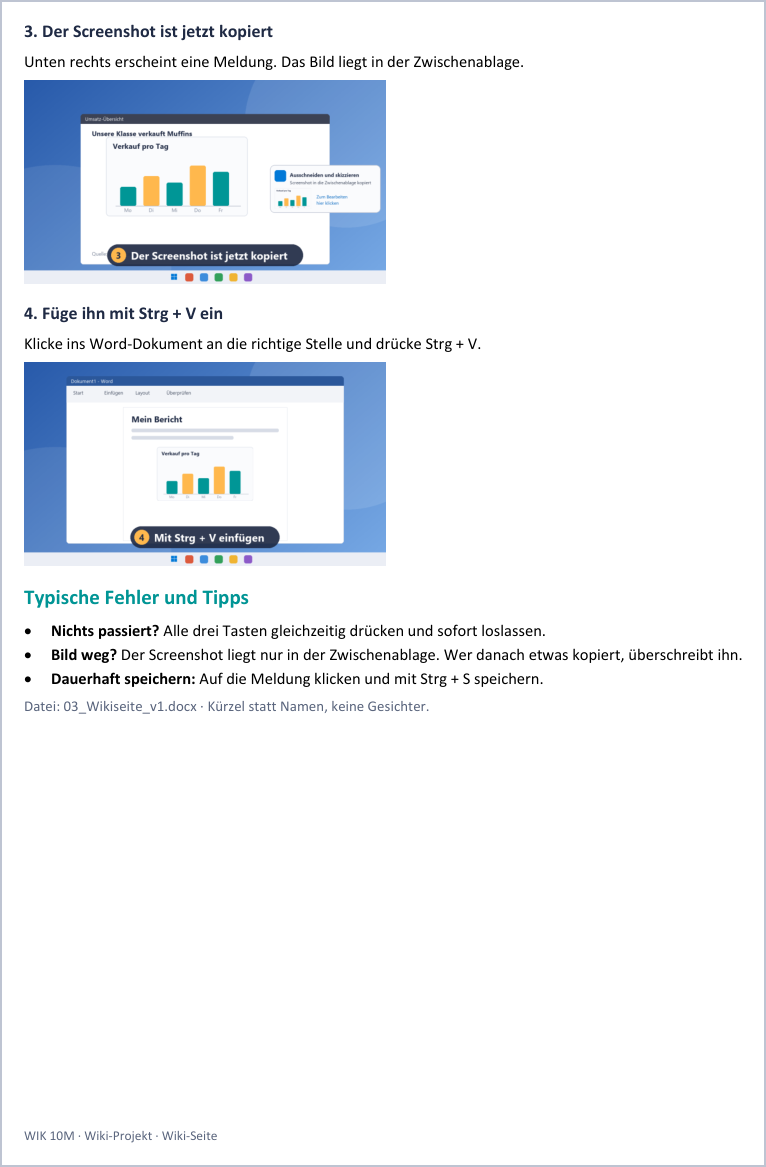 3. Der Screenshot ist jetzt kopiert
Unten rechts erscheint eine Meldung. Das Bild liegt in der Zwischenablage.
Umsatz-Übersicht
Unsere Klasse verkauft Muffins
Verkauf pro Tag
Mo Di Mi Do Fr
Ausschneiden und skizzieren
Screenshot in die Zwischenablage kopiert
Zum Bearbeiten
hier klicken
Quelle
3 Der Screenshot ist jetzt kopiert
4. Füge ihn mit Strg + V ein
Klicke ins Word-Dokument an die richtige Stelle und drücke Strg + V.
Dokument1 - Word
Start Einfügen Layout Überprüfen
Mein Bericht
Verkauf pro Tag
Mo Di Mi Do Fr
4 Mit Strg + V einfügen
Typische Fehler und Tipps
• Nichts passiert? Alle drei Tasten gleichzeitig drücken und sofort loslassen.
• Bild weg? Der Screenshot liegt nur in der Zwischenablage. Wer danach etwas kopiert, überschreibt ihn.
• Dauerhaft speichern: Auf die Meldung klicken und mit Strg + S speichern.
Datei: 03_Wikiseite_v1.docx · Kürzel statt Namen, keine Gesichter.
WIK 10M · Wiki-Projekt · Wiki-Seite